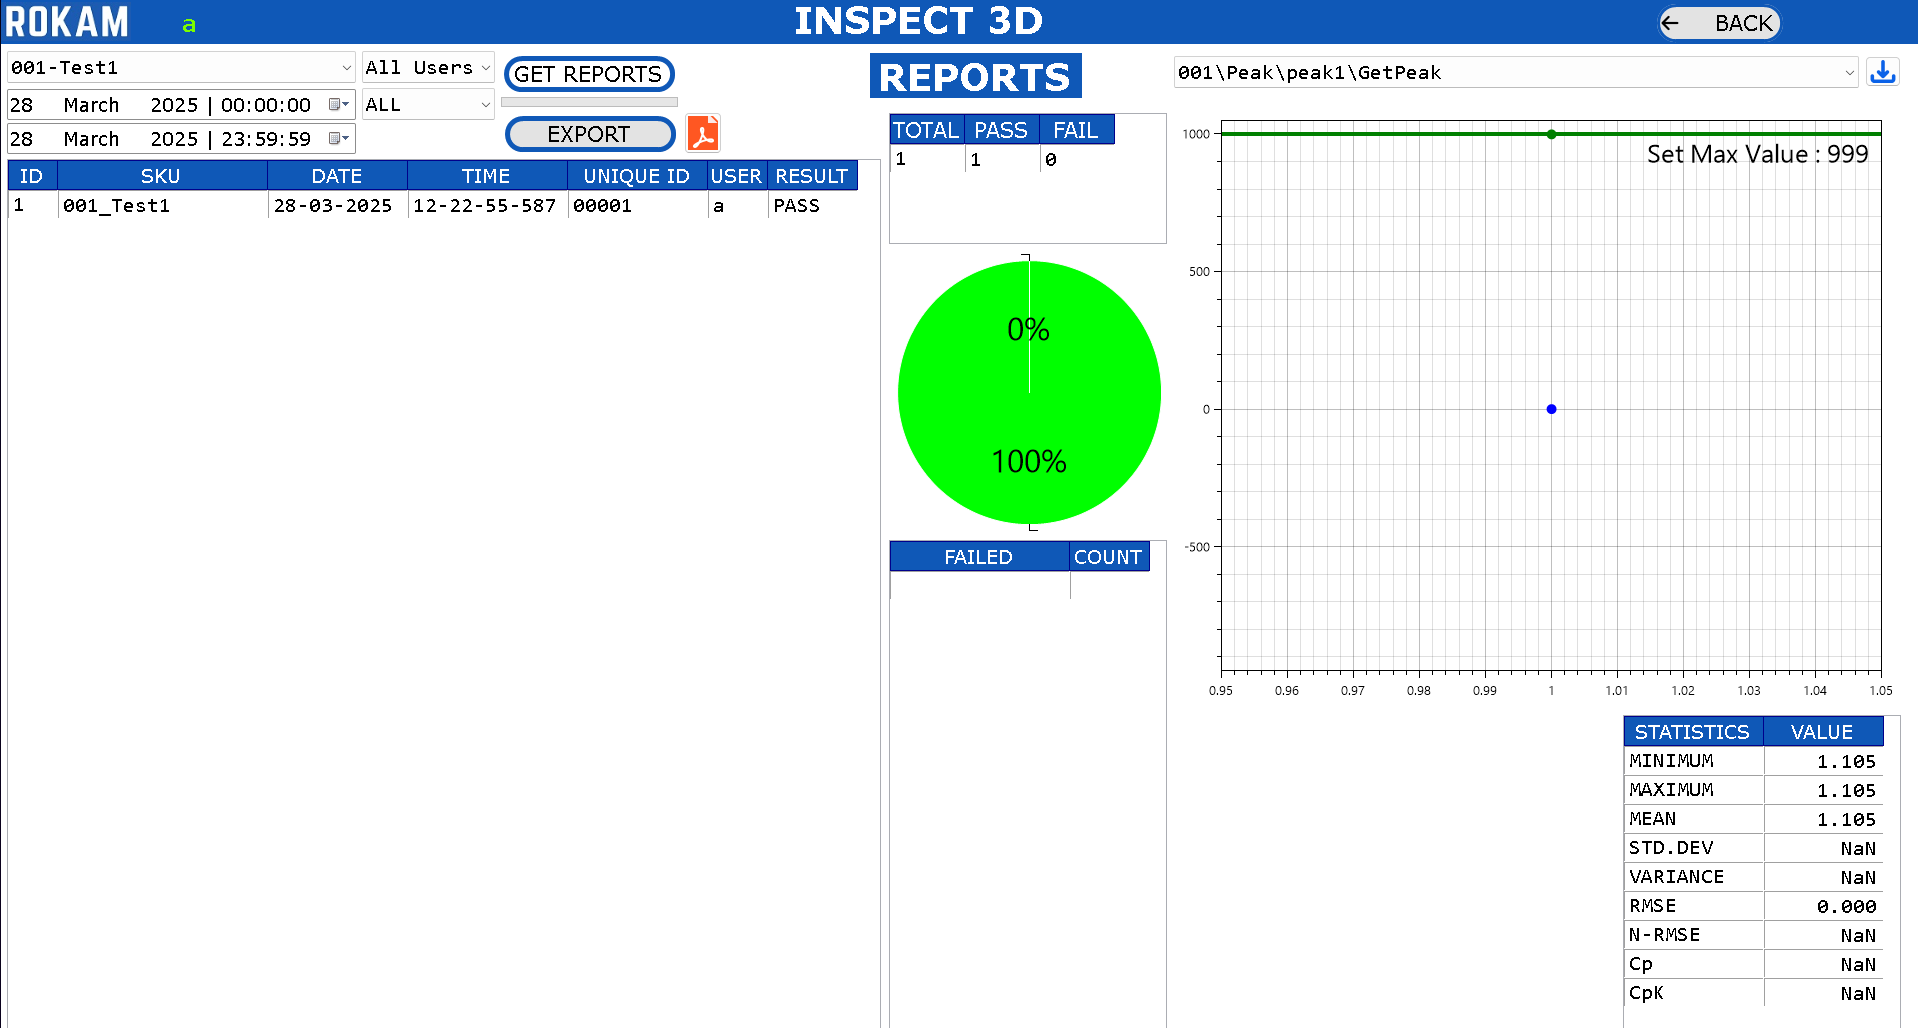 ROKAM
a
INSPECT 3D
BACK
001-Test1
All Users
GET REPORTS
REPORTS
001\Peak\peak1\GetPeak
28 March 2025 | 00:00:00
ALL
28 March 2025 | 23:59:59
EXPORT
ID SKU DATE TIME UNIQUE ID USER RESULT
1 001_Test1 28-03-2025 12-22-55-587 00001 a PASS
TOTAL PASS FAIL
1 1 0
0%
100%
FAILED COUNT
Set Max Value : 999
1000
500
0
-500
0.95 0.96 0.97 0.98 0.99 1 1.01 1.02 1.03 1.04 1.05
STATISTICS VALUE
MINIMUM 1.105
MAXIMUM 1.105
MEAN 1.105
STD.DEV NaN
VARIANCE NaN
RMSE 0.000
N-RMSE NaN
Cp NaN
CpK NaN